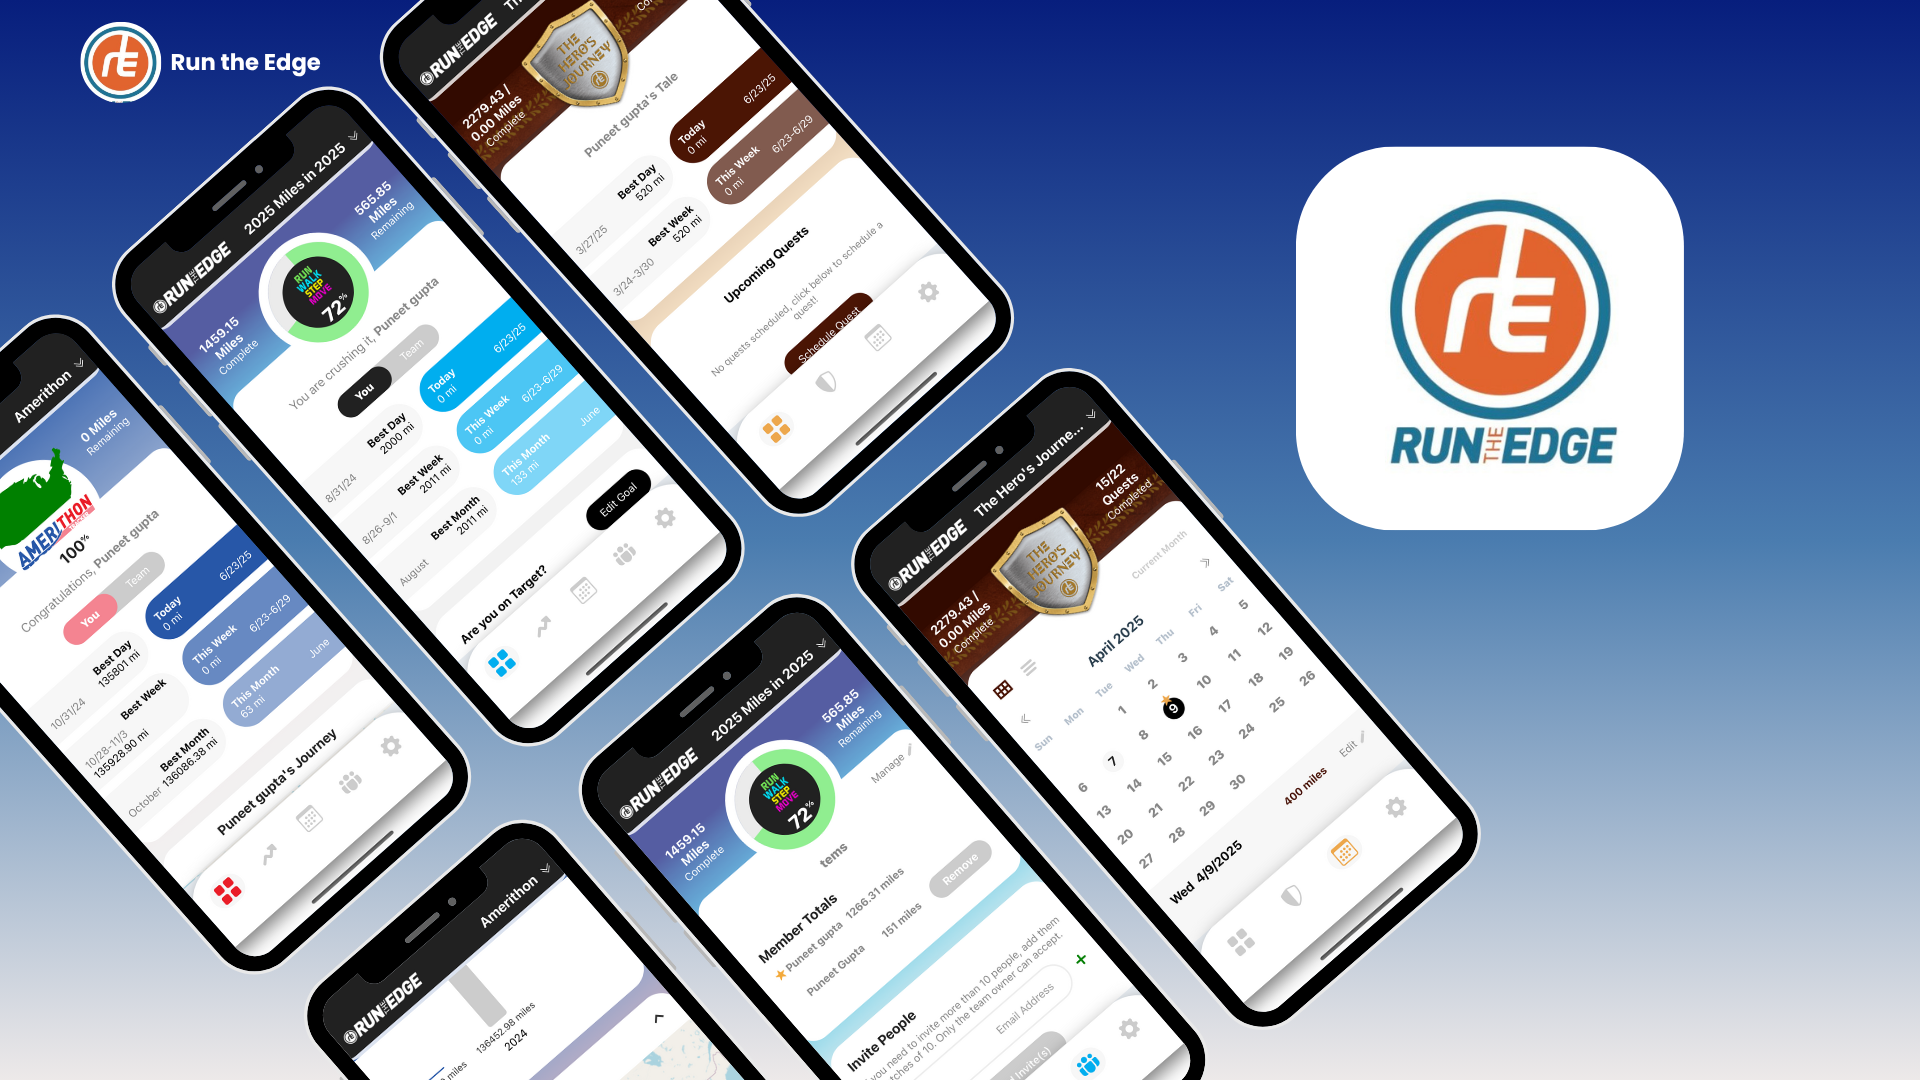 Run the Edge
RUN THE EDGE
2279.43 /
0.00 Miles
Complete
THE
HERO'S
JOURNEY
Puneet gupta's Tale
Today
0 mi
6/23/25
Best Day
520 mi
3/27/25
This Week
0 mi
6/23-6/29
Best Week
520 mi
3/24-3/30
Upcoming Quests
No quests scheduled, click below to schedule a
quest!
Schedule Quest
RUN THE EDGE
2025 Miles in 2025
1459.15
Miles
Complete
565.85
Miles
Remaining
RUN
WALK
STEP
MOVE
72%
You are crushing it, Puneet gupta
You
Team
Today
0 mi
6/23/25
Best Day
2000 mi
8/31/24
This Week
0 mi
6/23-6/29
Best Week
2011 mi
8/26-9/1
This Month
133 mi
June
Best Month
2011 mi
August
Edit Goal
Are you on Target?
Amerithon
0 Miles
Remaining
AMERITHON
100%
Congratulations, Puneet gupta
You
Team
Today
0 mi
6/23/25
Best Day
135801 mi
10/31/24
This Week
0 mi
6/23-6/29
Best Week
10/28-11/3
135928.90 mi
This Month
63 mi
June
Best Month
136086.38 mi
October
Puneet gupta's Journey
RUN THE EDGE
Amerithon
136452.98 miles
2024
miles
RUN THE EDGE
2025 Miles in 2025
1459.15
Miles
Complete
565.85
Miles
Remaining
RUN
WALK
STEP
MOVE
72%
Manage
tems
Member Totals
Puneet gupta 1266.31 miles
Puneet Gupta 151 miles
Remove
Invite People
you need to invite more than 10 people, add them
tches of 10. Only the team owner can accept.
Email Address
d Invite(s)
RUN THE EDGE
The Hero's Journe...
2279.43 /
0.00 Miles
Complete
15/22
Quests
Completed
THE
HERO'S
JOURNEY
Current Month
April 2025
Sun Mon Tue Wed Thu Fri Sat
1 2 3 4 5
6 7 8 9 10 11 12
13 14 15 16 17 18 19
20 21 22 23 24 25 26
27 28 29 30
Wed 4/9/2025
400 miles
Edit
RUN THE EDGE